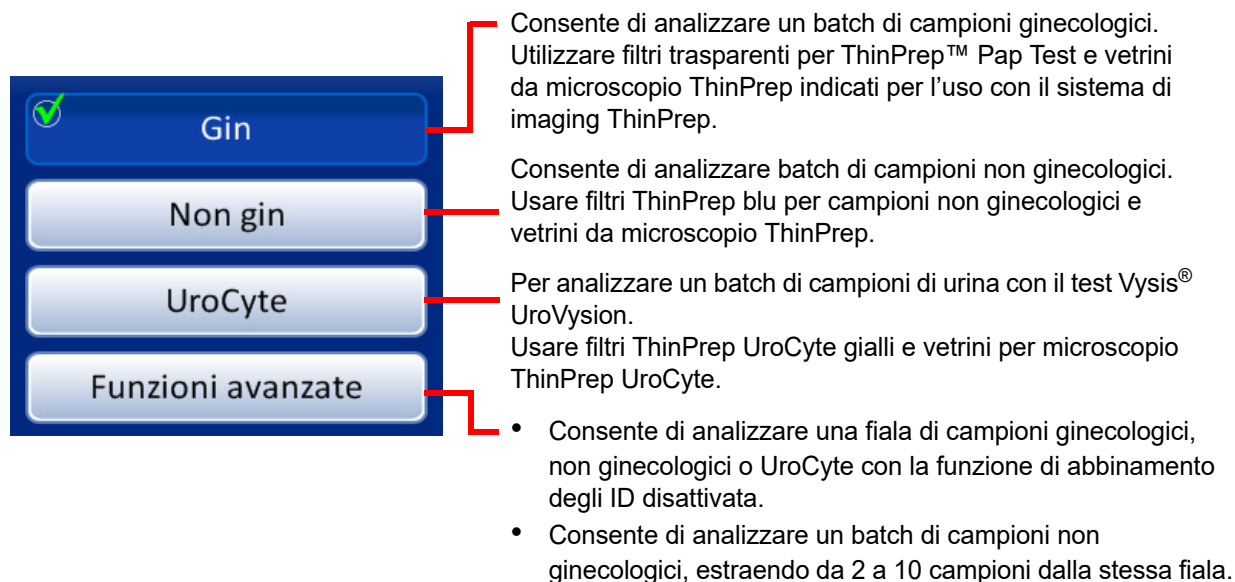 Gin
Non gin
UroCyte
Funzioni avanzate
Consente di analizzare un batch di campioni ginecologici.
Utilizzare filtri trasparenti per ThinPrep™ Pap Test e vetrini
da microscopio ThinPrep indicati per l’uso con il sistema di
imaging ThinPrep.
Consente di analizzare batch di campioni non ginecologici.
Usare filtri ThinPrep blu per campioni non ginecologici e
vetrini da microscopio ThinPrep.
Per analizzare un batch di campioni di urina con il test Vysis®
UroVysion.
Usare filtri ThinPrep UroCyte gialli e vetrini per microscopio
ThinPrep UroCyte.
• Consente di analizzare una fiala di campioni ginecologici,
non ginecologici o UroCyte con la funzione di abbinamento
degli ID disattivata.
• Consente di analizzare un batch di campioni non
ginecologici, estraendo da 2 a 10 campioni dalla stessa fiala.